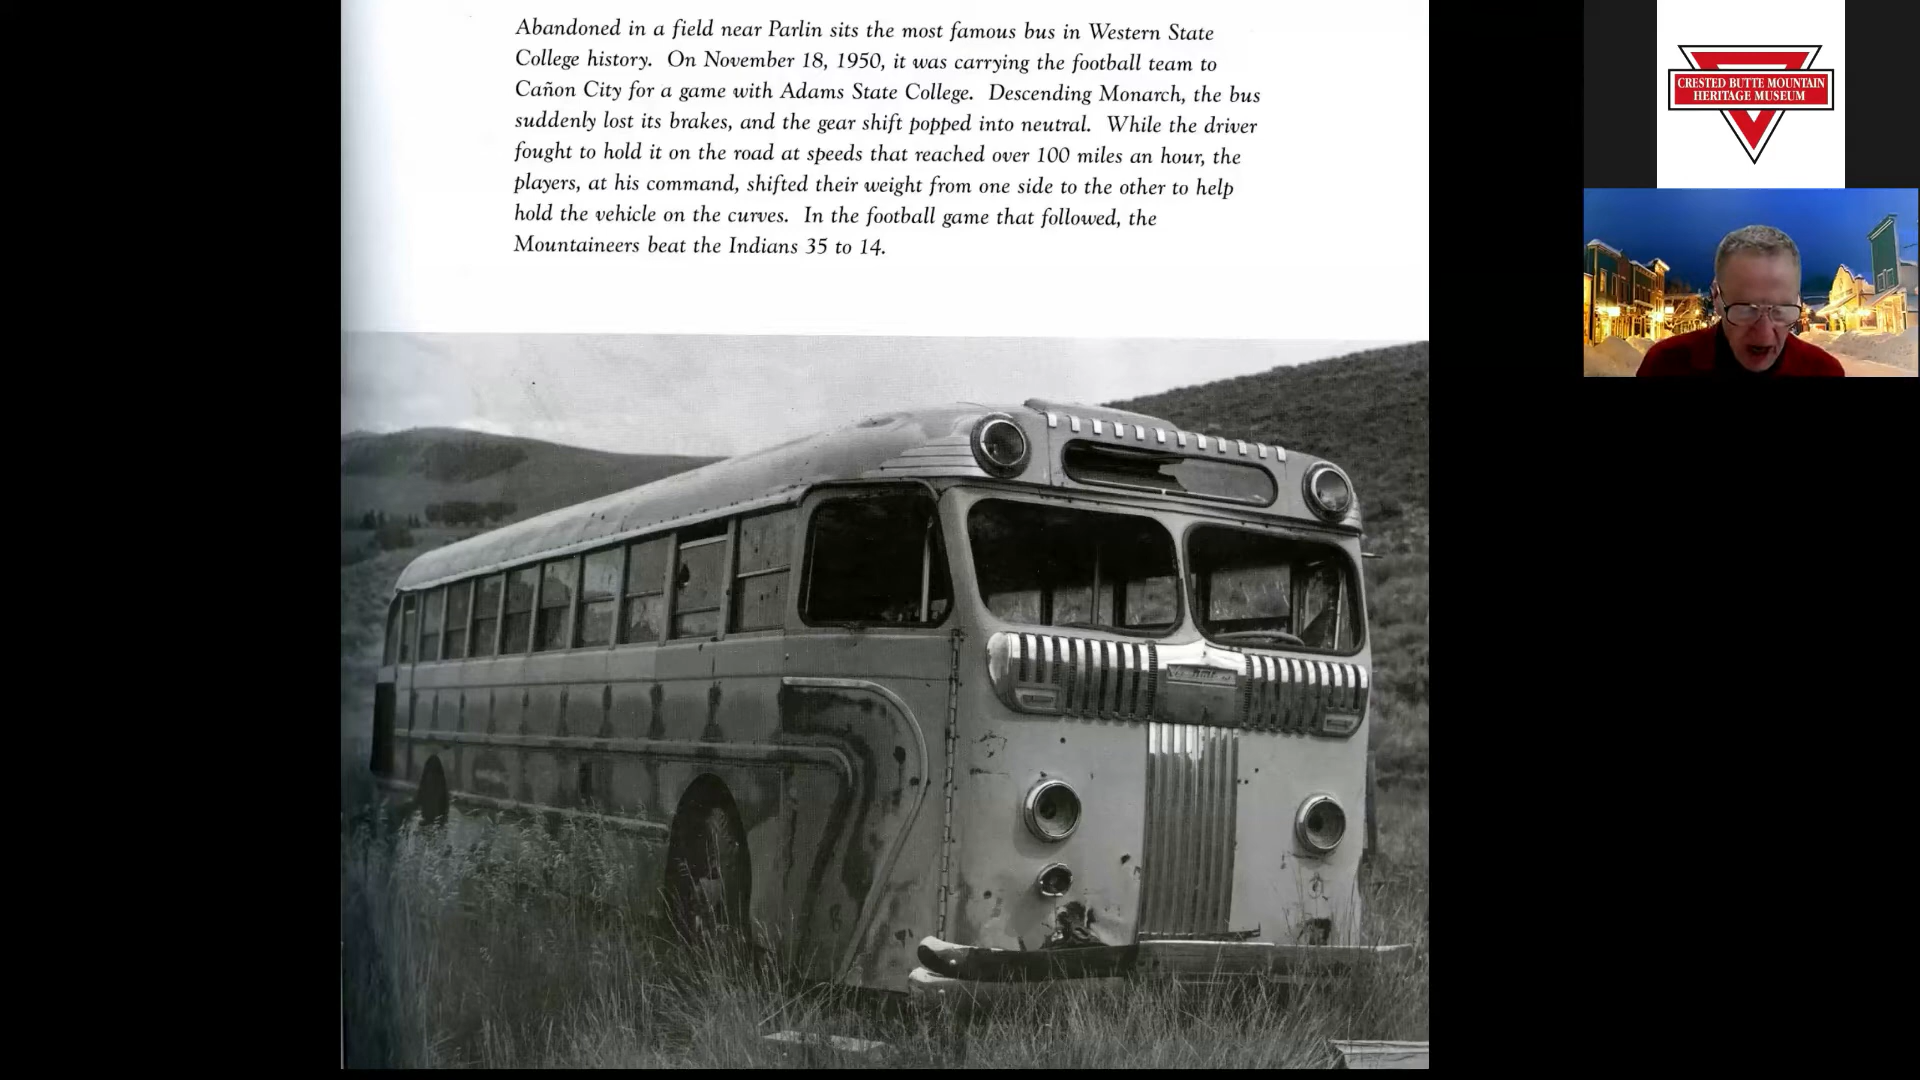 Abandoned in a field near Parlin sits the most famous bus in Western State
College history. On November 18, 1950, it was carrying the football team to
Cañon City for a game with Adams State College. Descending Monarch, the bus
suddenly lost its brakes, and the gear shift popped into neutral. While the driver
fought to hold it on the road at speeds that reached over 100 miles an hour, the
players, at his command, shifted their weight from one side to the other to help
hold the vehicle on the curves. In the football game that followed, the
Mountaineers beat the Indians 35 to 14.
CRESTED BUTTE MOUNTAIN
HERITAGE MUSEUM